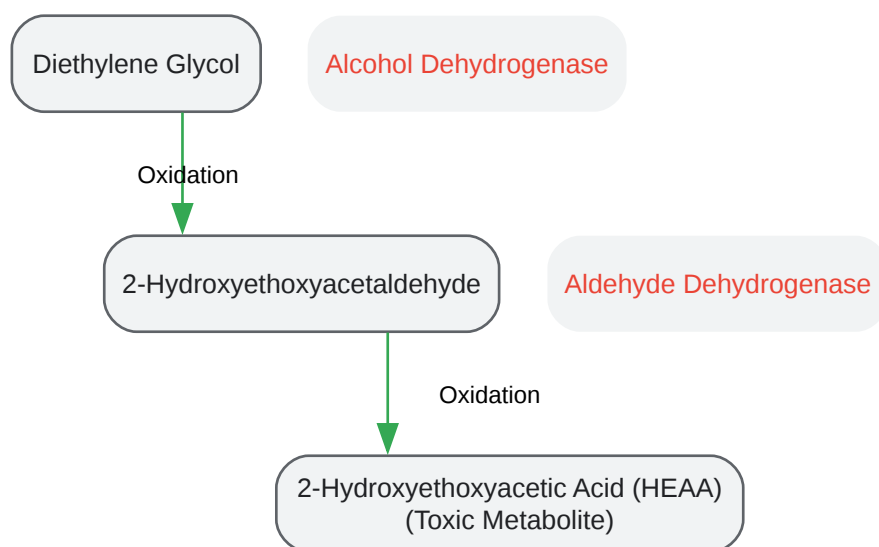 Diethylene Glycol
Alcohol Dehydrogenase
Oxidation
2-Hydroxyethoxyacetaldehyde
Aldehyde Dehydrogenase
Oxidation
2-Hydroxyethoxyacetic Acid (HEAA)
(Toxic Metabolite)